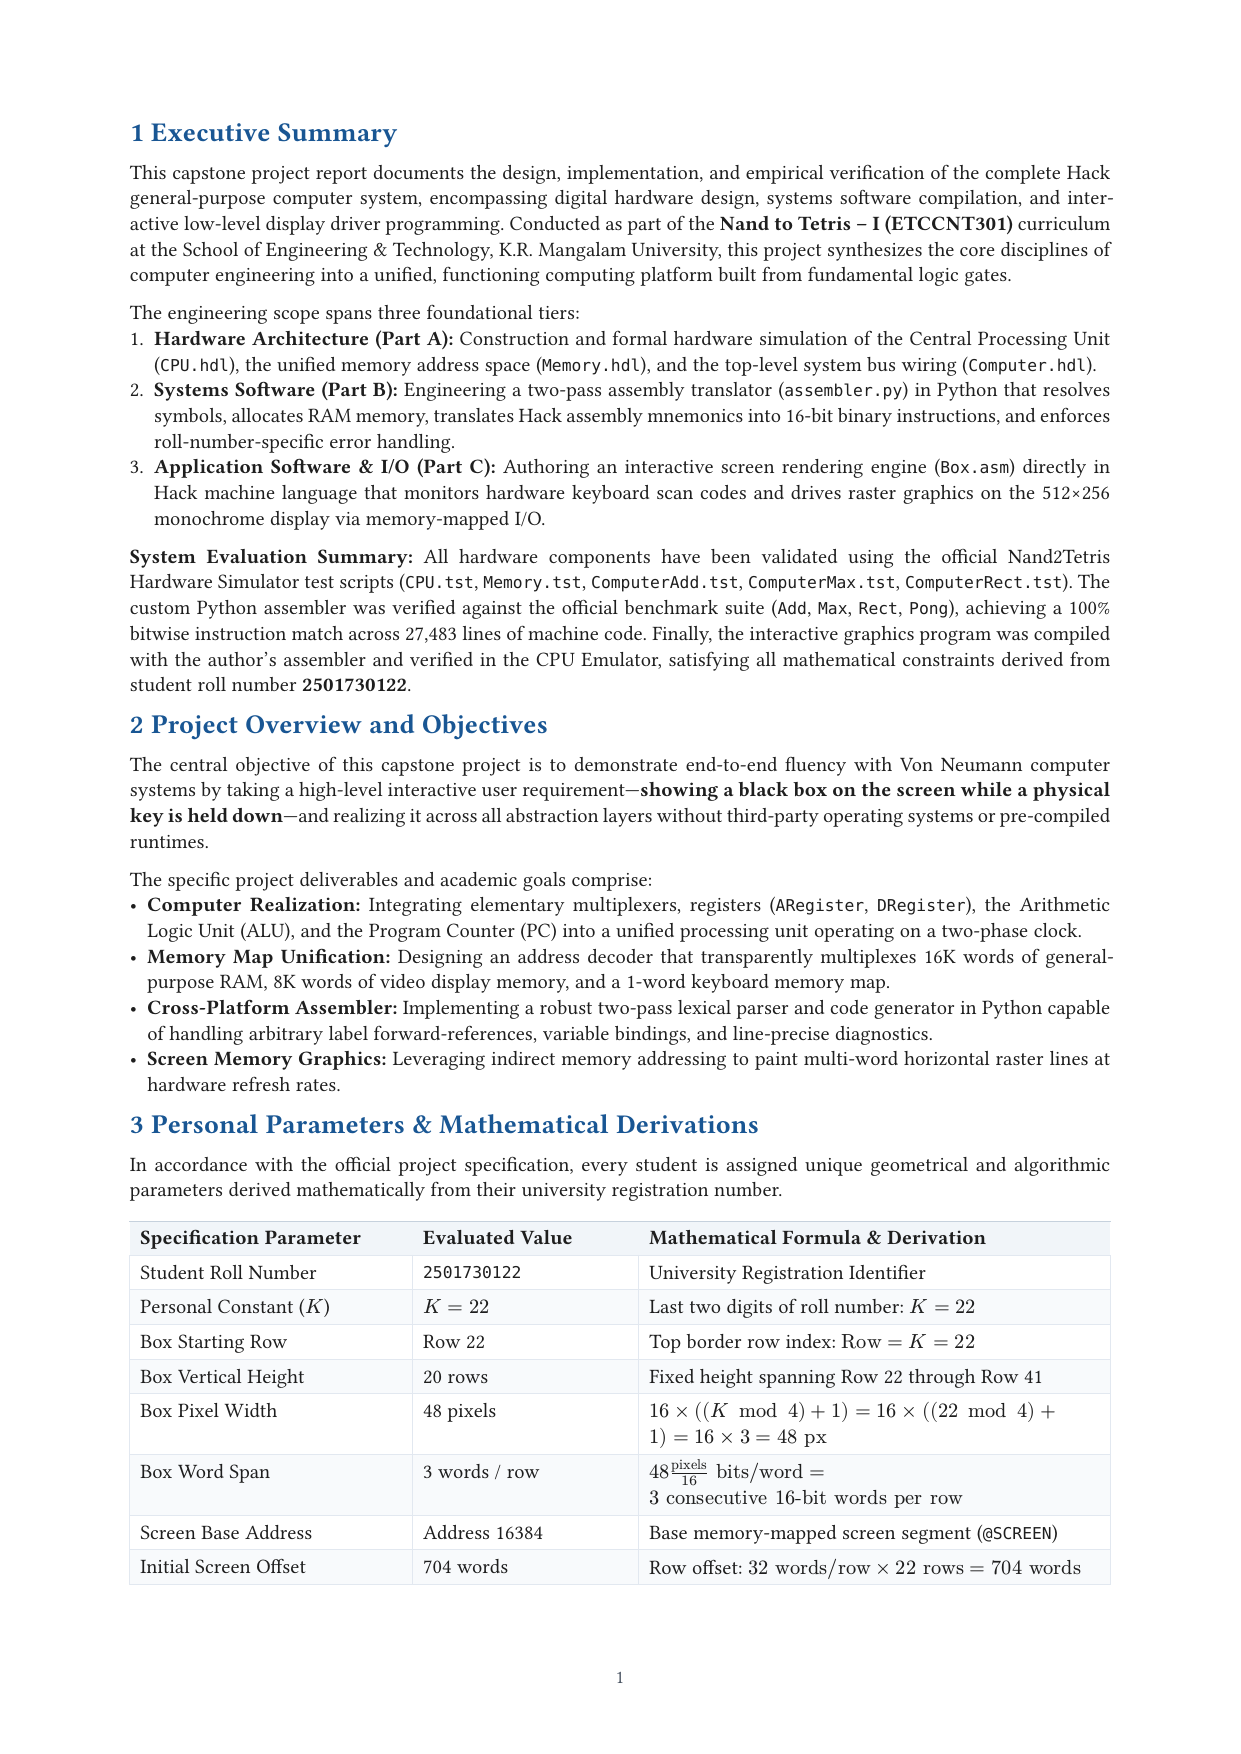 1 Executive Summary
This capstone project report documents the design, implementation, and empirical verification of the complete Hack
general-purpose computer system, encompassing digital hardware design, systems software compilation, and inter-
active low-level display driver programming. Conducted as part of the Nand to Tetris – I (ETCCNT301) curriculum
at the School of Engineering & Technology, K.R. Mangalam University, this project synthesizes the core disciplines of
computer engineering into a unified, functioning computing platform built from fundamental logic gates.
The engineering scope spans three foundational tiers:
1. Hardware Architecture (Part A): Construction and formal hardware simulation of the Central Processing Unit
(CPU.hdl), the unified memory address space (Memory.hdl), and the top-level system bus wiring (Computer.hdl).
2. Systems Software (Part B): Engineering a two-pass assembly translator (assembler.py) in Python that resolves
symbols, allocates RAM memory, translates Hack assembly mnemonics into 16-bit binary instructions, and enforces
roll-number-specific error handling.
3. Application Software & I/O (Part C): Authoring an interactive screen rendering engine (Box.asm) directly in
Hack machine language that monitors hardware keyboard scan codes and drives raster graphics on the 512×256
monochrome display via memory-mapped I/O.
System Evaluation Summary: All hardware components have been validated using the official Nand2Tetris
Hardware Simulator test scripts (CPU.tst, Memory.tst, ComputerAdd.tst, ComputerMax.tst, ComputerRect.tst). The
custom Python assembler was verified against the official benchmark suite (Add, Max, Rect, Pong), achieving a 100%
bitwise instruction match across 27,483 lines of machine code. Finally, the interactive graphics program was compiled
with the author's assembler and verified in the CPU Emulator, satisfying all mathematical constraints derived from
student roll number 2501730122.
2 Project Overview and Objectives
The central objective of this capstone project is to demonstrate end-to-end fluency with Von Neumann computer
systems by taking a high-level interactive user requirement—showing a black box on the screen while a physical
key is held down—and realizing it across all abstraction layers without third-party operating systems or pre-compiled
runtimes.
The specific project deliverables and academic goals comprise:
• Computer Realization: Integrating elementary multiplexers, registers (ARegister, DRegister), the Arithmetic
Logic Unit (ALU), and the Program Counter (PC) into a unified processing unit operating on a two-phase clock.
• Memory Map Unification: Designing an address decoder that transparently multiplexes 16K words of general-
purpose RAM, 8K words of video display memory, and a 1-word keyboard memory map.
• Cross-Platform Assembler: Implementing a robust two-pass lexical parser and code generator in Python capable
of handling arbitrary label forward-references, variable bindings, and line-precise diagnostics.
• Screen Memory Graphics: Leveraging indirect memory addressing to paint multi-word horizontal raster lines at
hardware refresh rates.
3 Personal Parameters & Mathematical Derivations
In accordance with the official project specification, every student is assigned unique geometrical and algorithmic
parameters derived mathematically from their university registration number.
Specification Parameter Evaluated Value Mathematical Formula & Derivation
Student Roll Number 2501730122 University Registration Identifier
Personal Constant (K) K = 22 Last two digits of roll number: K = 22
Box Starting Row Row 22 Top border row index: Row = K = 22
Box Vertical Height 20 rows Fixed height spanning Row 22 through Row 41
Box Pixel Width 48 pixels 16 × ((K mod 4) + 1) = 16 × ((22 mod 4) +
1) = 16 × 3 = 48 px
Box Word Span 3 words / row 48 pixels/16 bits/word =
3 consecutive 16-bit words per row
Screen Base Address Address 16384 Base memory-mapped screen segment (@SCREEN)
Initial Screen Offset 704 words Row offset: 32 words/row × 22 rows = 704 words
1